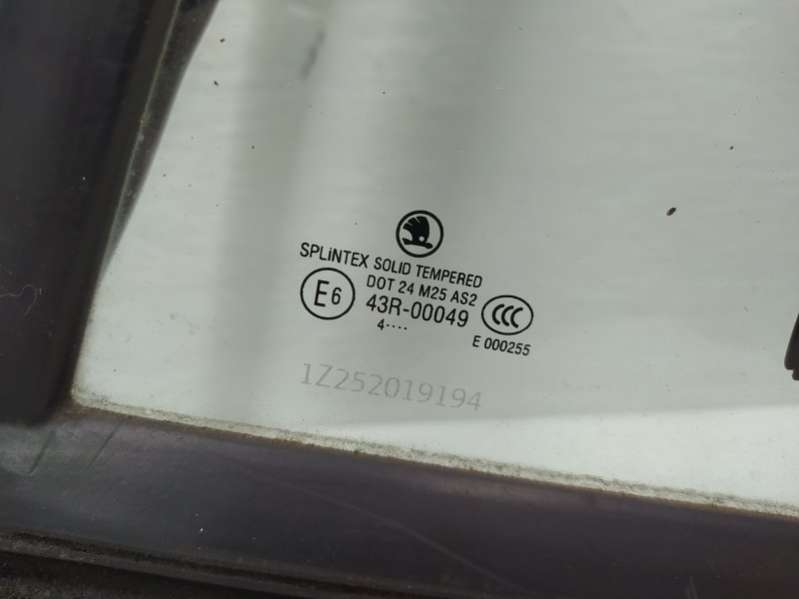 SPLiNTEX SOLID TEMPERED
DOT 24 M25 AS2
E6 43R-00049 CCC
4····
E 000255
1Z252019194